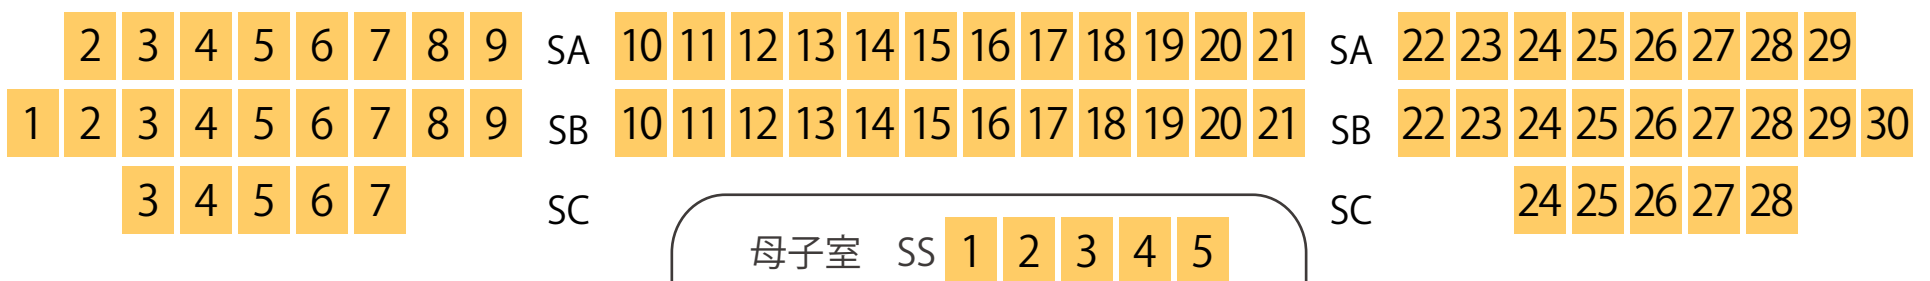 2 3 4 5 6 7 8 9 SA 10 11 12 13 14 15 16 17 18 19 20 21 SA 22 23 24 25 26 27 28 29
1 2 3 4 5 6 7 8 9 SB 10 11 12 13 14 15 16 17 18 19 20 21 SB 22 23 24 25 26 27 28 29 30
3 4 5 6 7 SC SC 24 25 26 27 28
母子室 SS 1 2 3 4 5